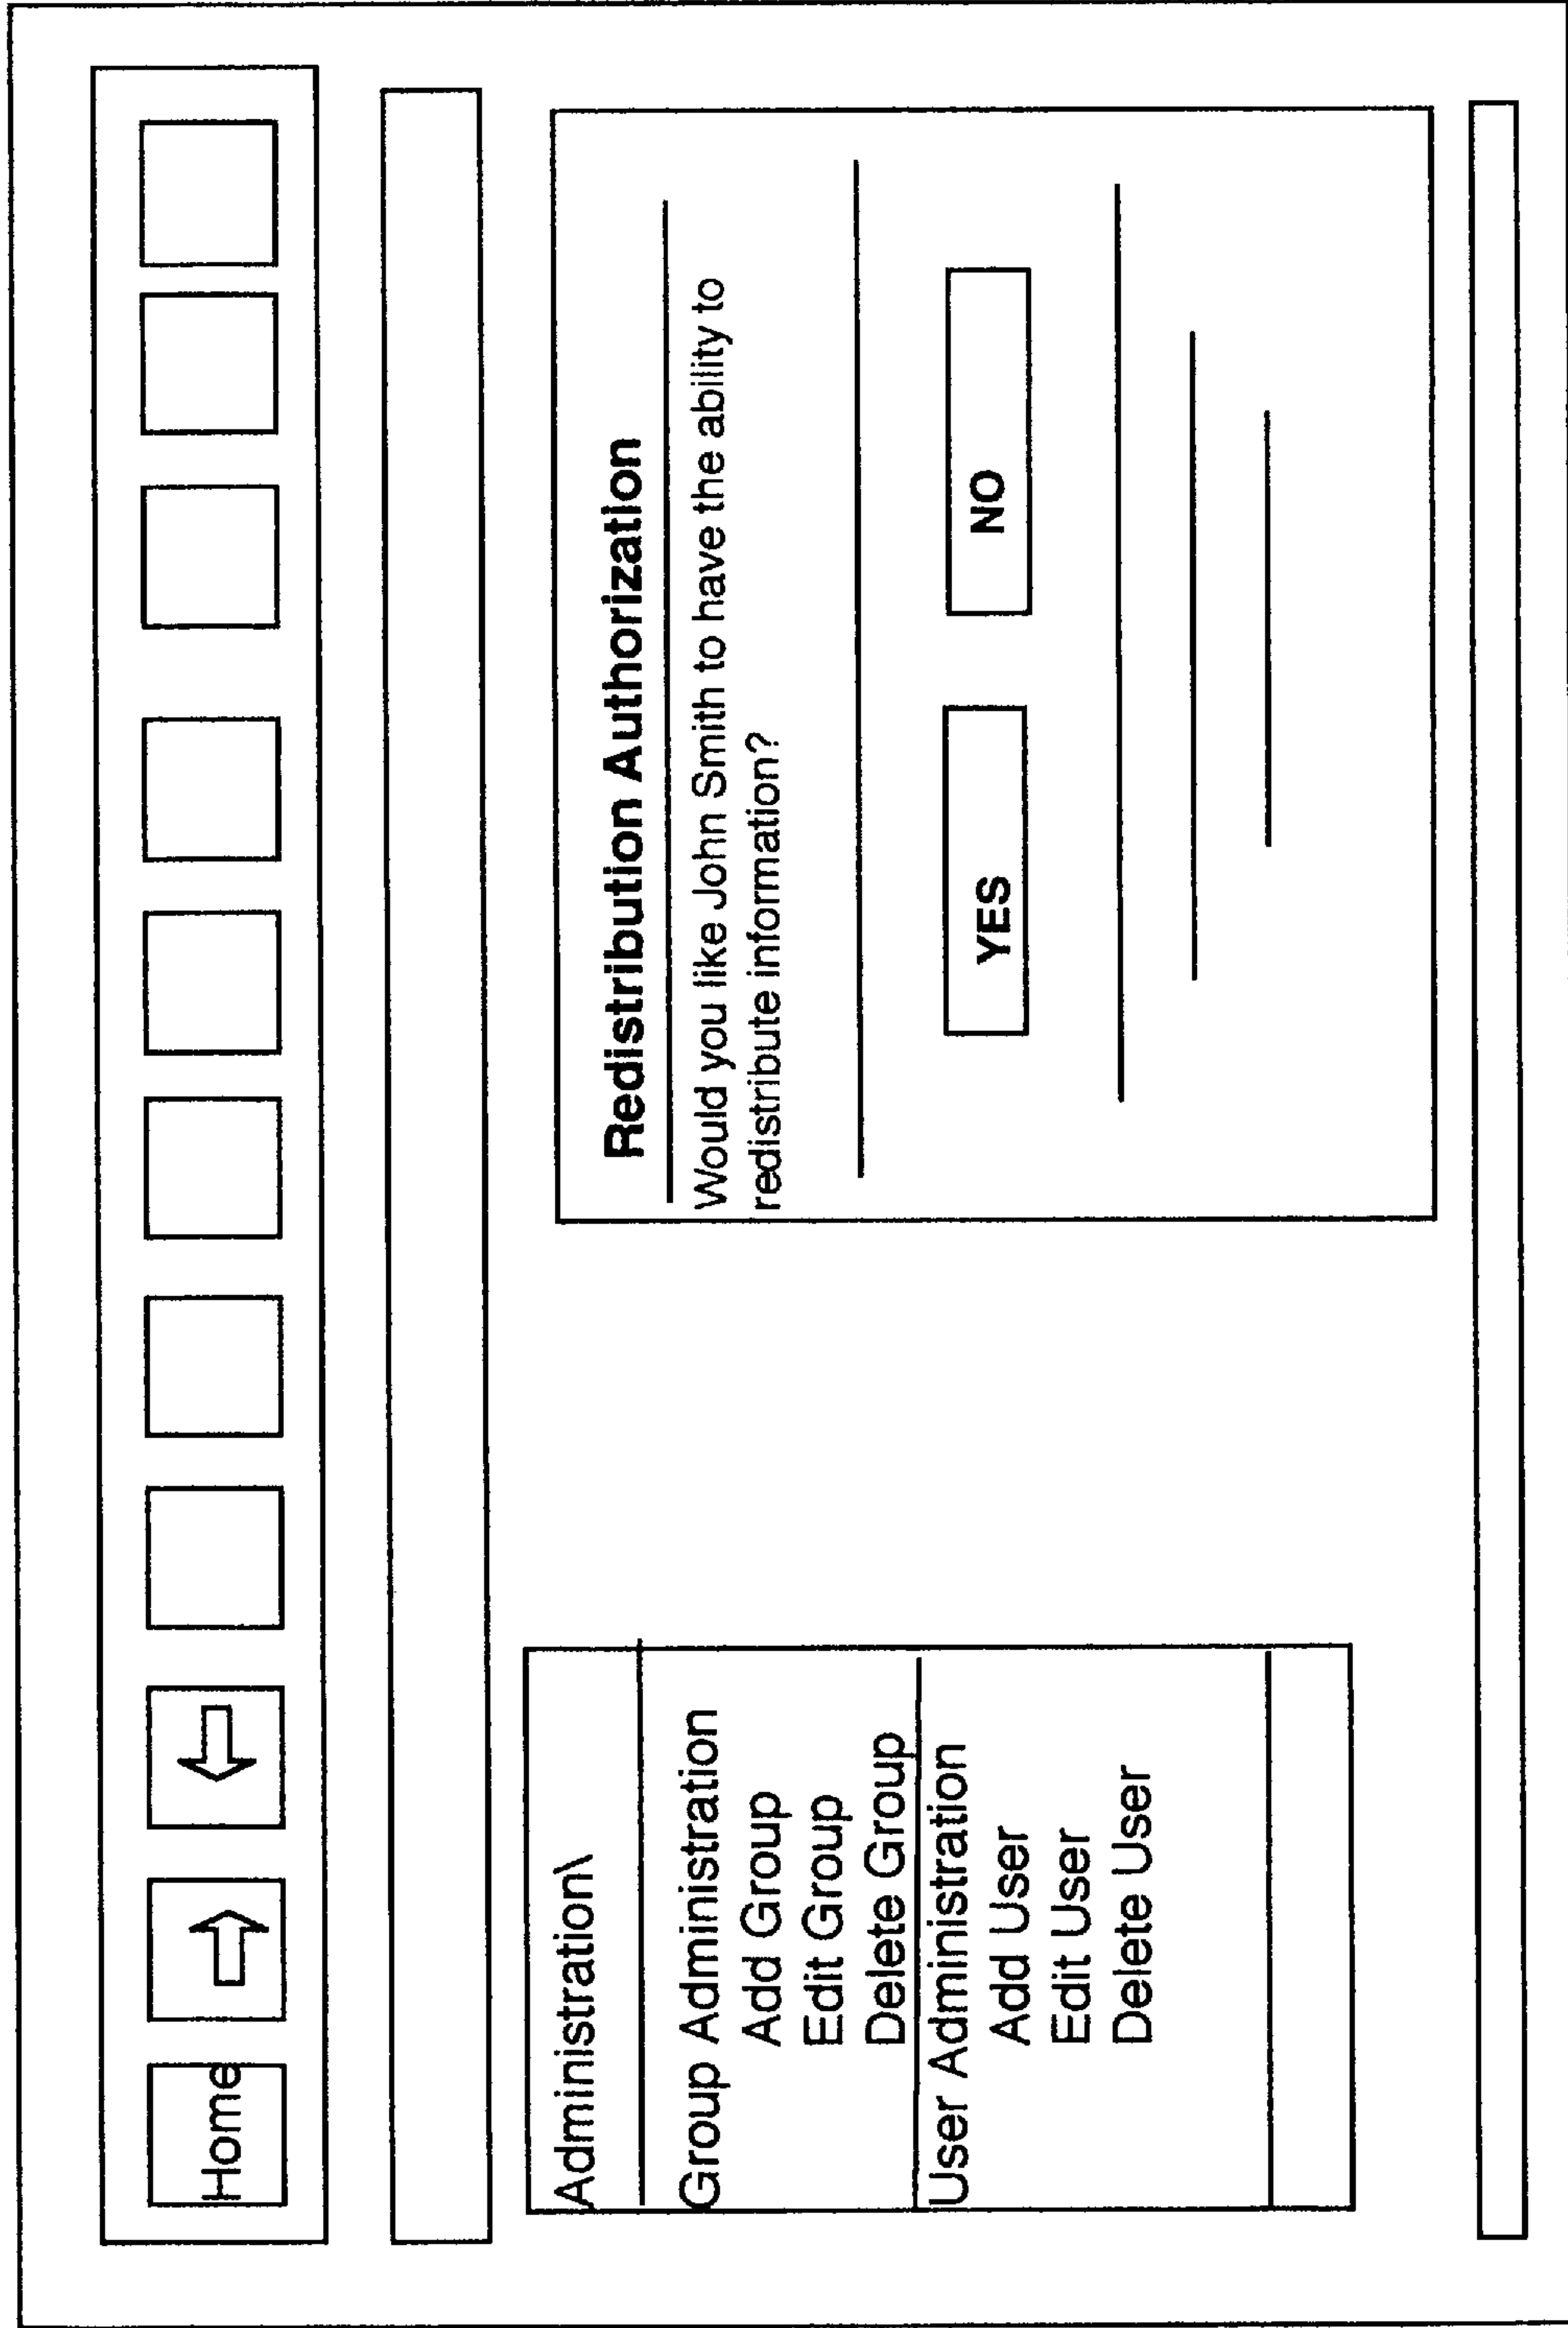 Home
Administration\
Group Administration
Add Group
Edit Group
Delete Group
User Administration
Add User
Edit User
Delete User
Redistribution Authorization
Would you like John Smith to have the ability to
redistribute information?
YES
NO